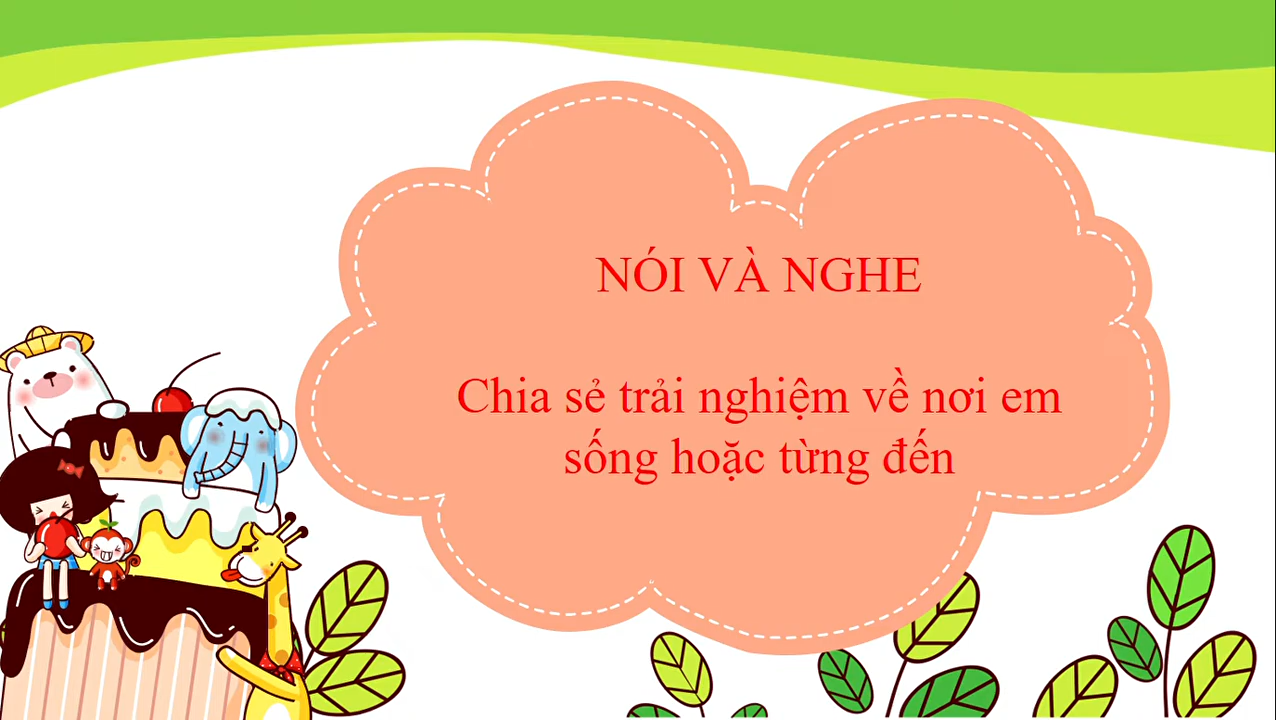 NÓI VÀ NGHE
Chia sẻ trải nghiệm về nơi em
sống hoặc từng đến